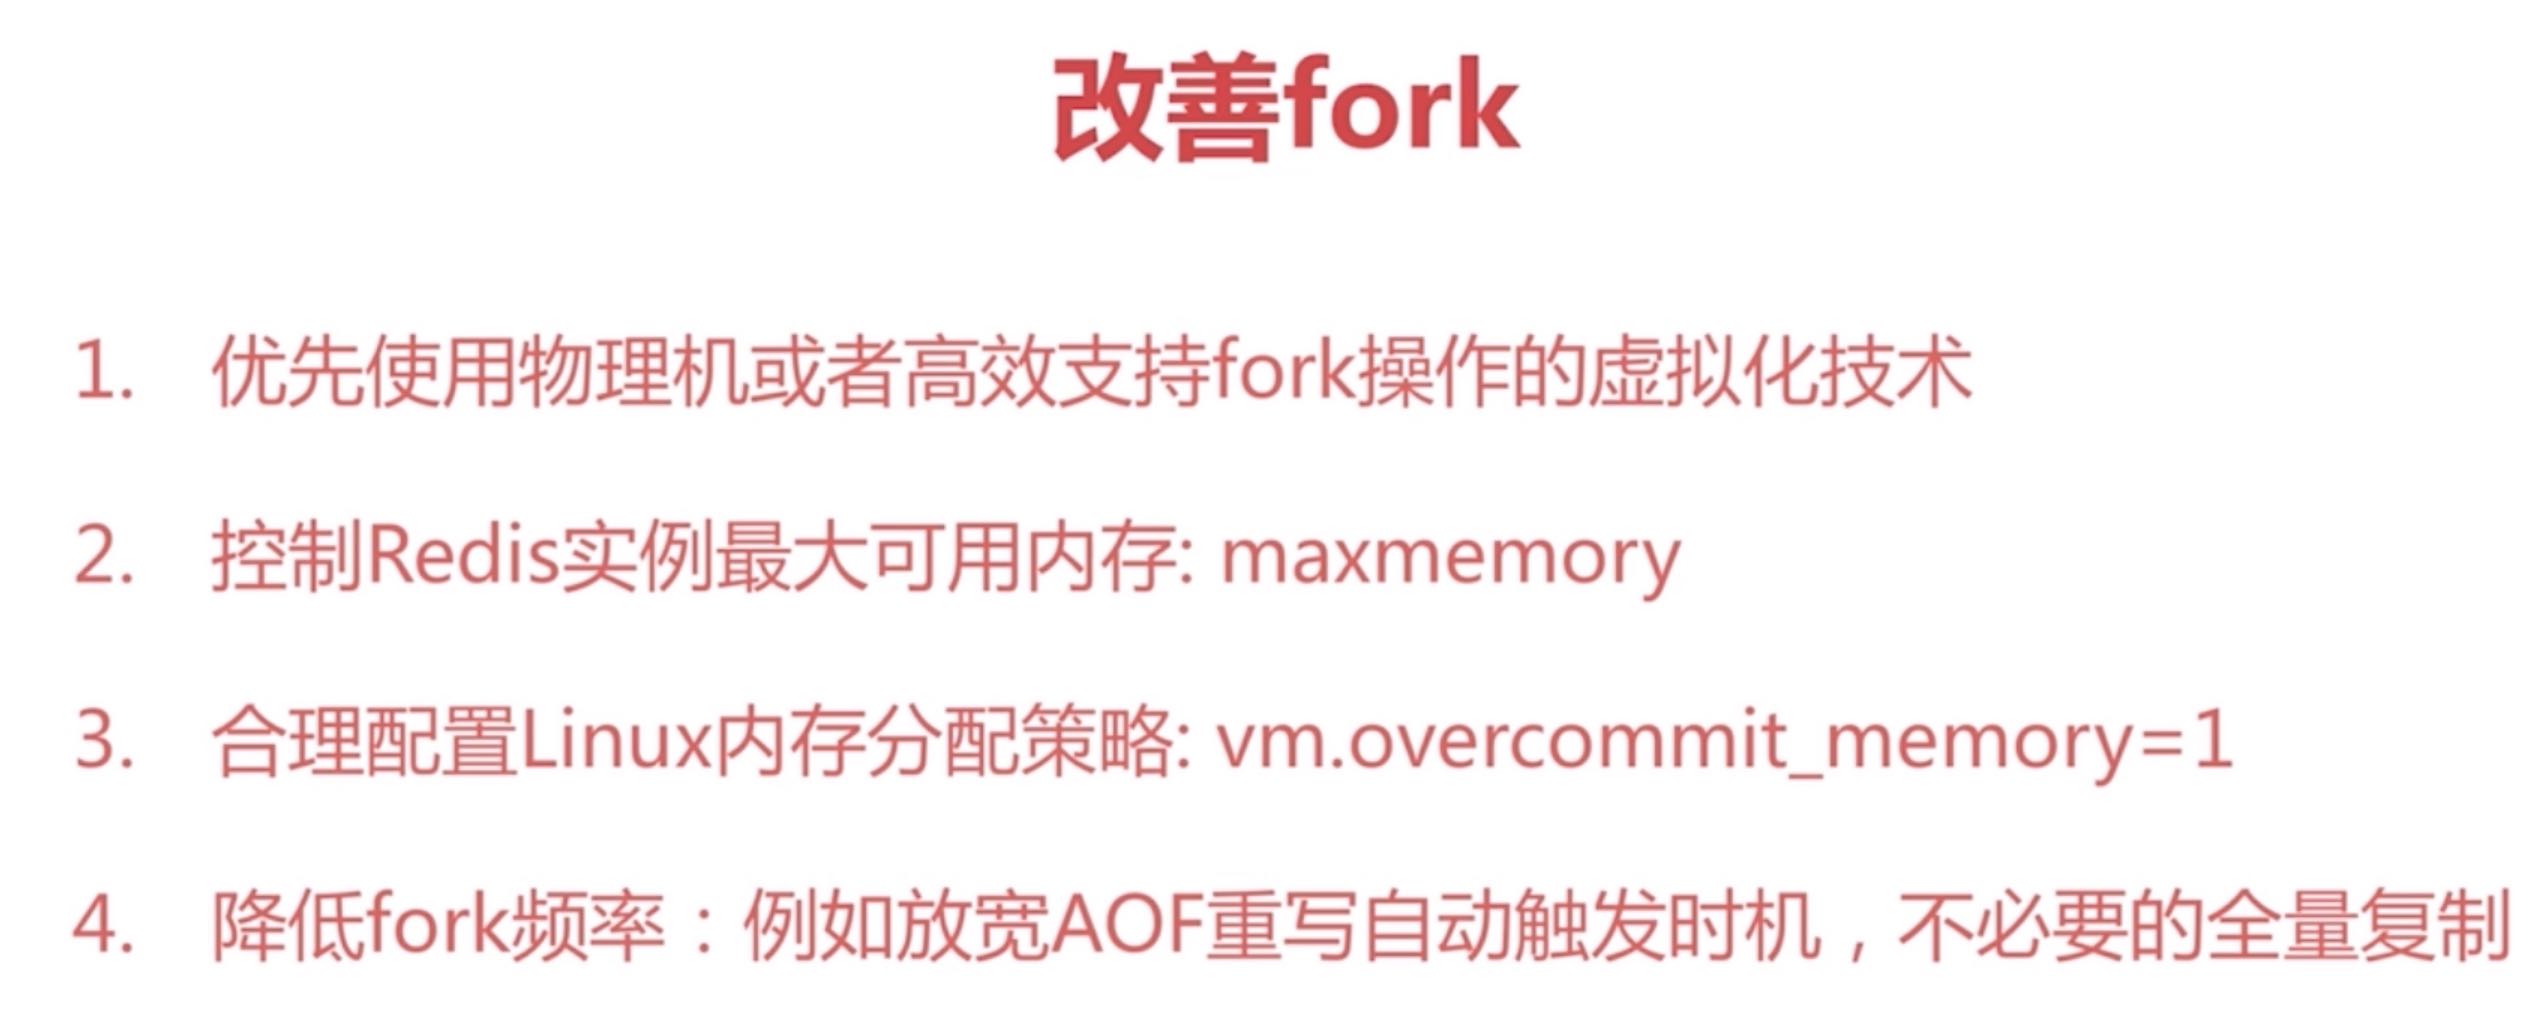 改善fork
1. 优先使用物理机或者高效支持fork操作的虚拟化技术
2. 控制Redis实例最大可用内存: maxmemory
3. 合理配置Linux内存分配策略: vm.overcommit_memory=1
4. 降低fork频率：例如放宽AOF重写自动触发时机，不必要的全量复制